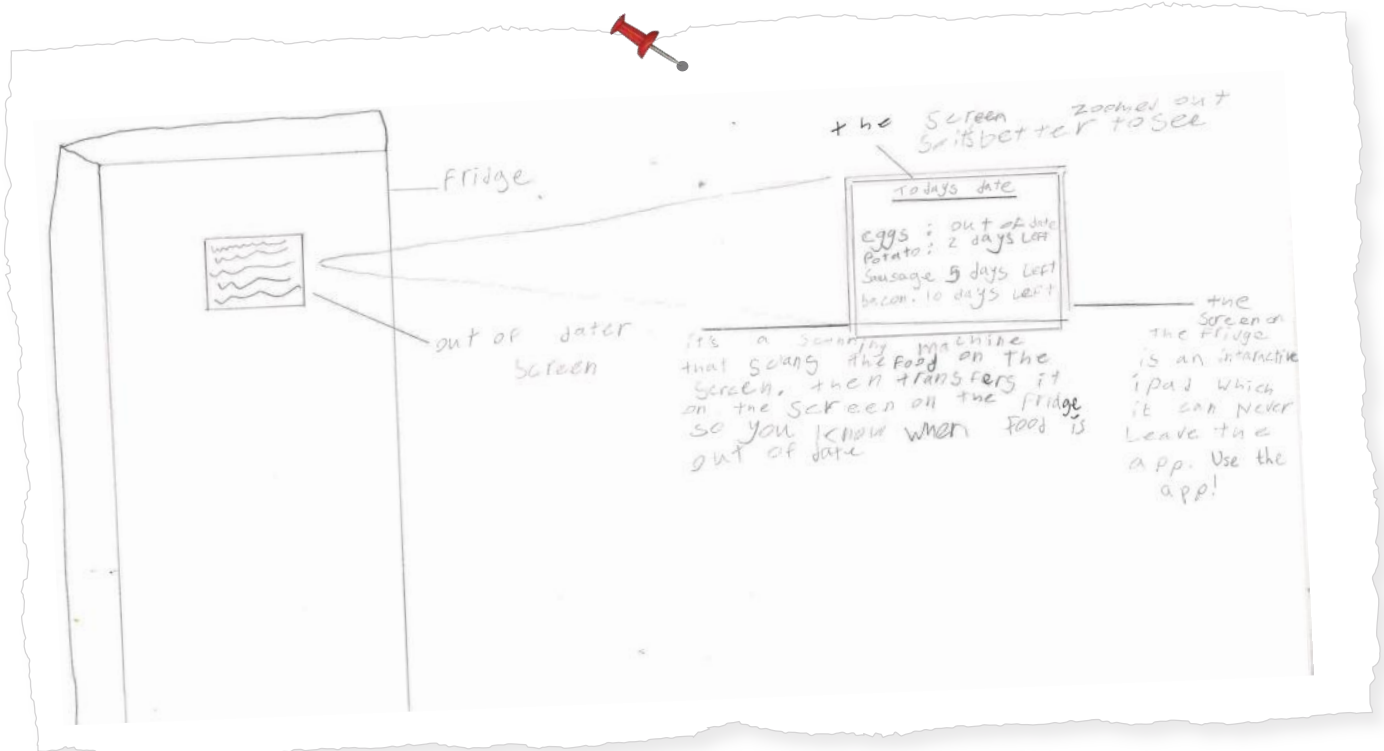 Fridge
out of dater
screen
the screen zoomed out
so its better to see
Todays date
eggs : out of date
Potato : 2 days Left
Sausage 5 days Left
bacon. 10 days Left
it's a scanning machine
that scans the Food on the
screen. then transfers it
on the screen on the Fridge
so you know when Food is
out of date
the
screen on
the Fridge
is an interactive
ipad which
it can Never
Leave the
app. Use the
app!